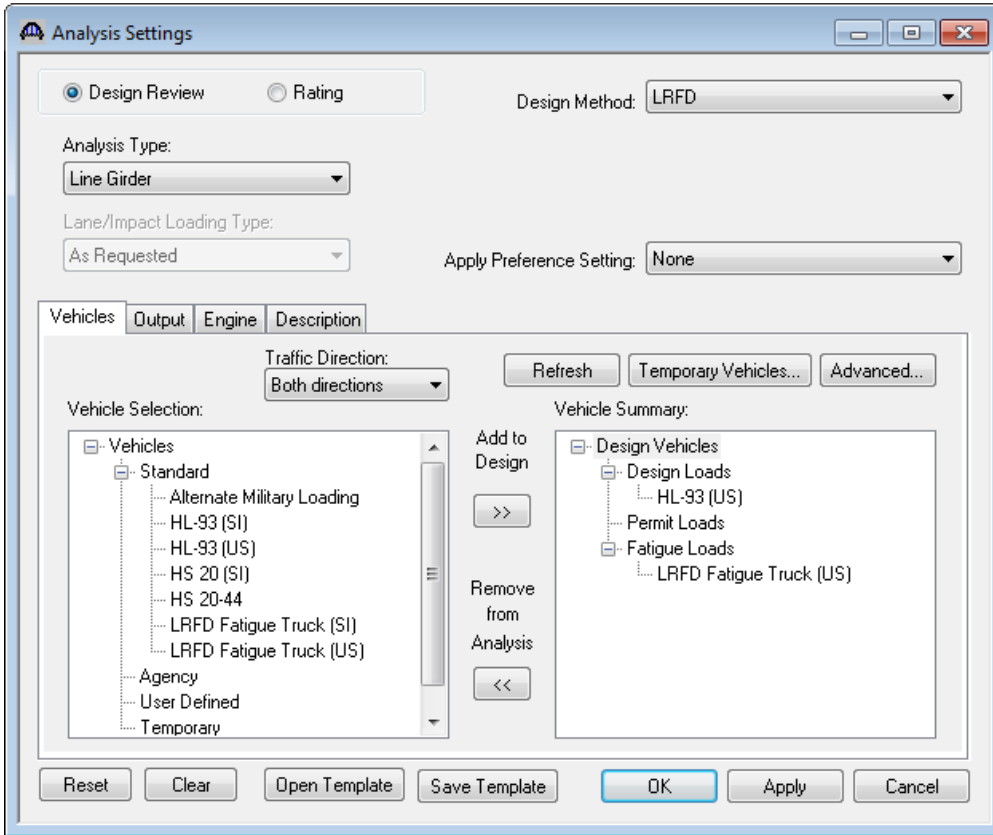 Analysis Settings
Design Review
Rating
Design Method:
LRFD
Analysis Type:
Line Girder
Lane/Impact Loading Type:
As Requested
Apply Preference Setting:
None
Vehicles
Output
Engine
Description
Traffic Direction:
Both directions
Refresh
Temporary Vehicles...
Advanced...
Vehicle Selection:
Vehicles
Standard
Alternate Military Loading
HL-93 (SI)
HL-93 (US)
HS 20 (SI)
HS 20-44
LRFD Fatigue Truck (SI)
LRFD Fatigue Truck (US)
Agency
User Defined
Temporary
Add to
Design
>>
Remove
from
Analysis
<<
Vehicle Summary:
Design Vehicles
Design Loads
HL-93 (US)
Permit Loads
Fatigue Loads
LRFD Fatigue Truck (US)
Reset
Clear
Open Template
Save Template
OK
Apply
Cancel